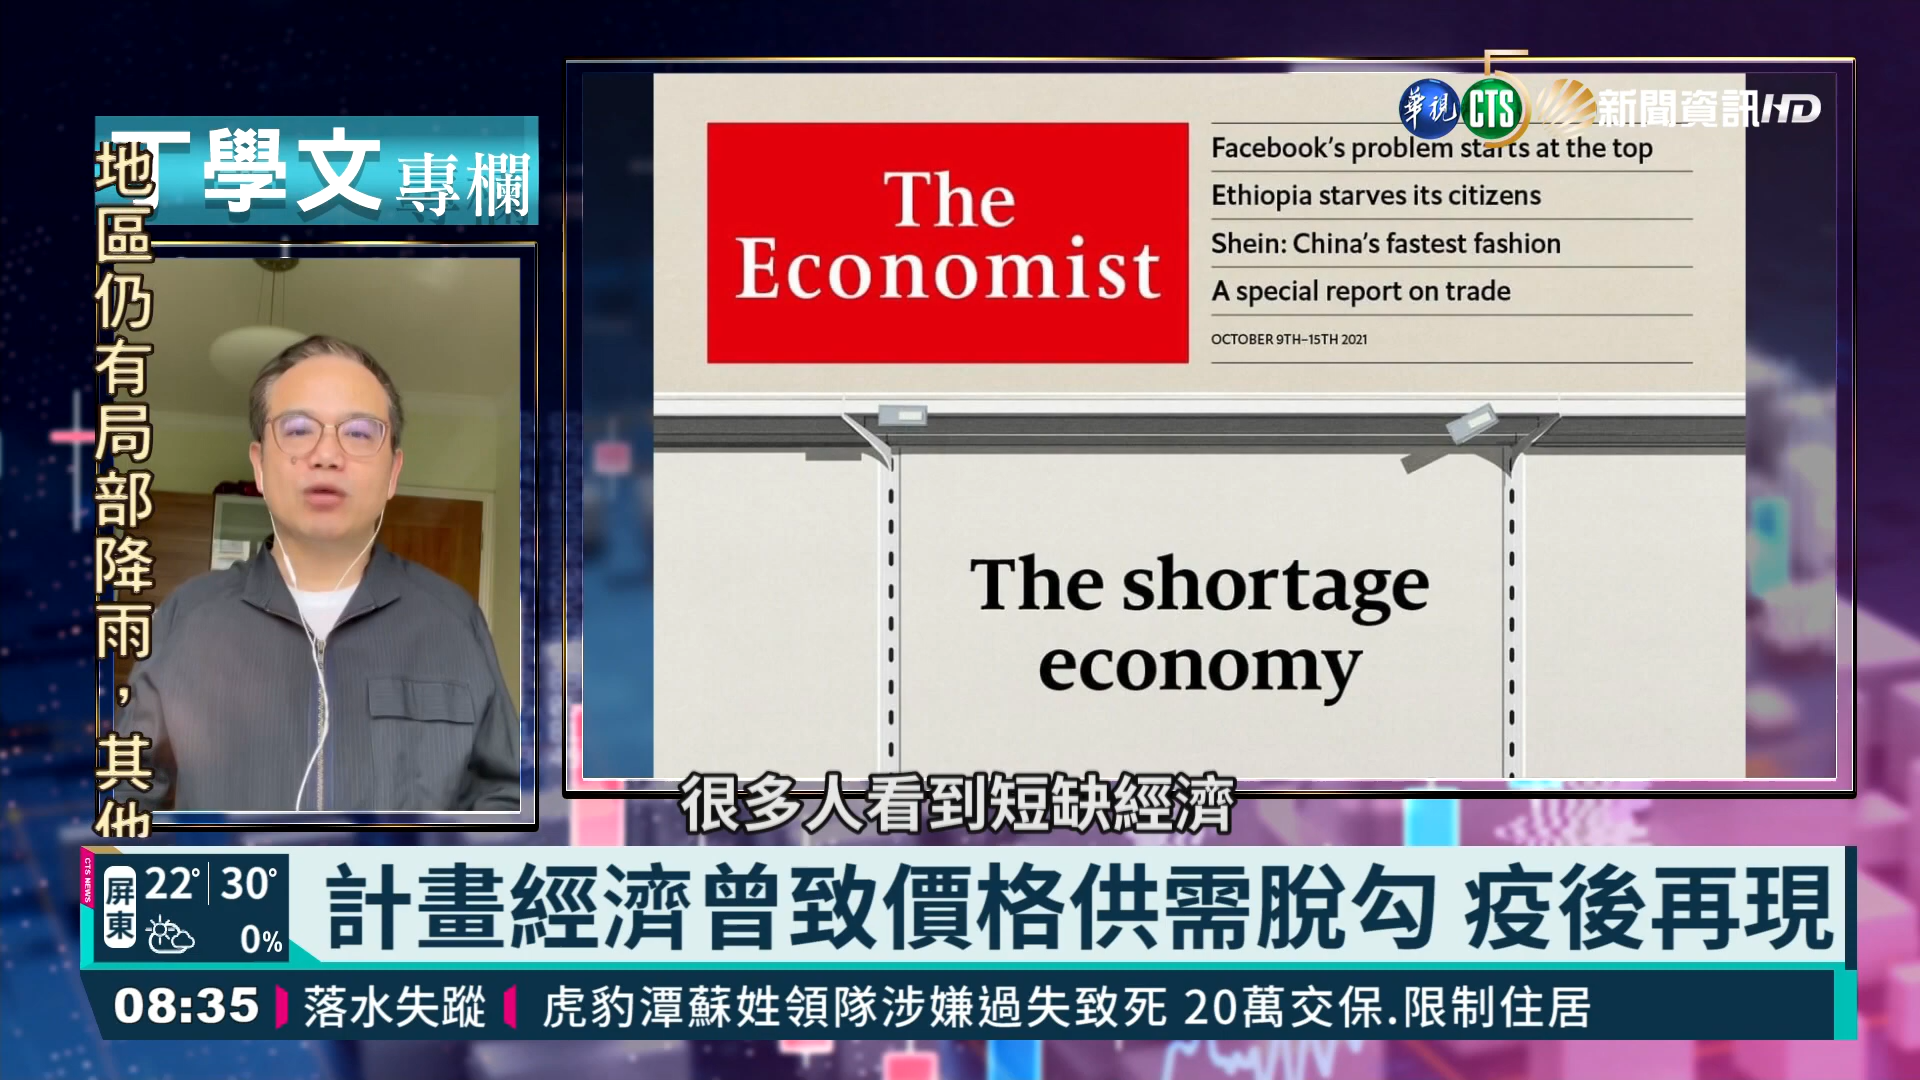 華視
CTS
新聞資訊HD
丁學文專欄
地區仍有局部降雨，其他
The
Economist
Facebook's problem starts at the top
Ethiopia starves its citizens
Shein: China's fastest fashion
A special report on trade
OCTOBER 9TH–15TH 2021
The shortage
economy
很多人看到短缺經濟
CTS NEWS
屏東
22° 30°
0%
計畫經濟曾致價格供需脫勾 疫後再現
08:35 落水失蹤 虎豹潭蘇姓領隊涉嫌過失致死 20萬交保.限制住居